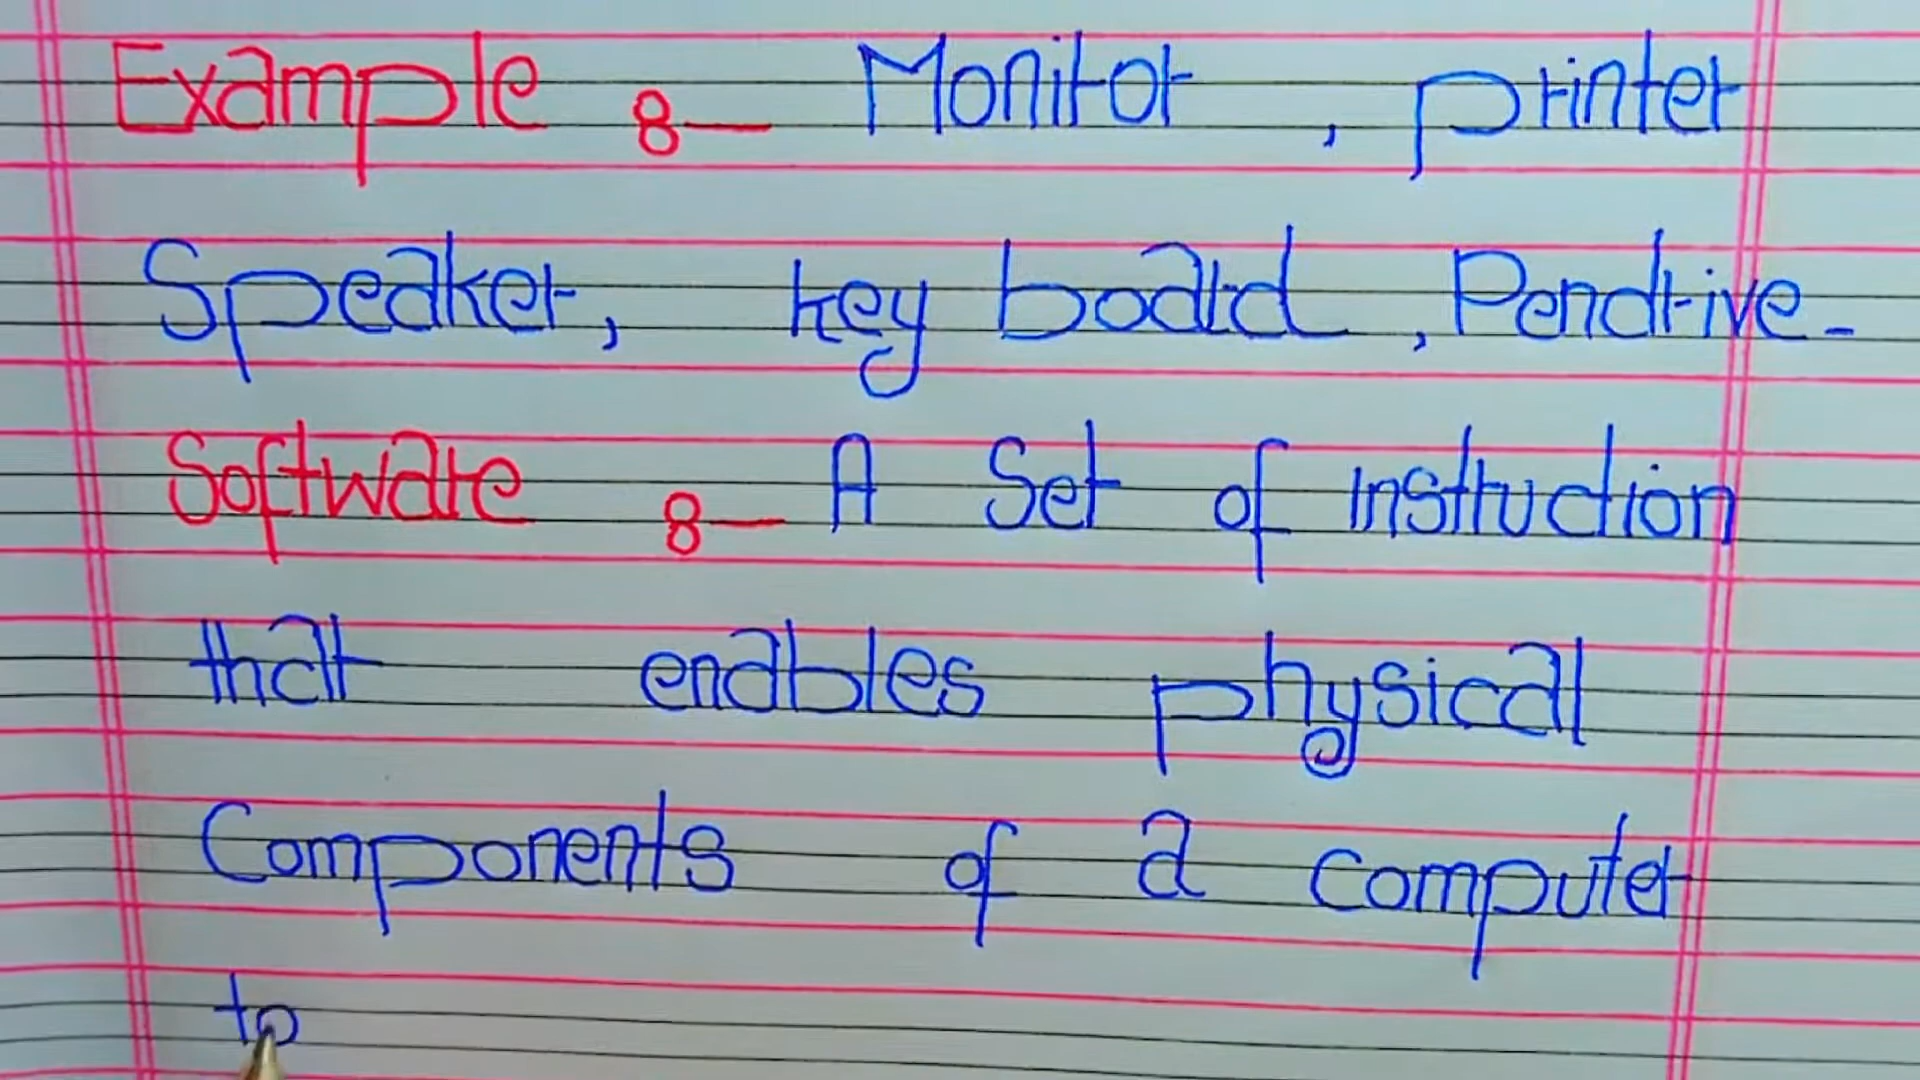 Example :— Monitor , printer
Speaker, key board , Pendrive-
Software :— A Set of instruction
that enables physical
Components of a computer
to